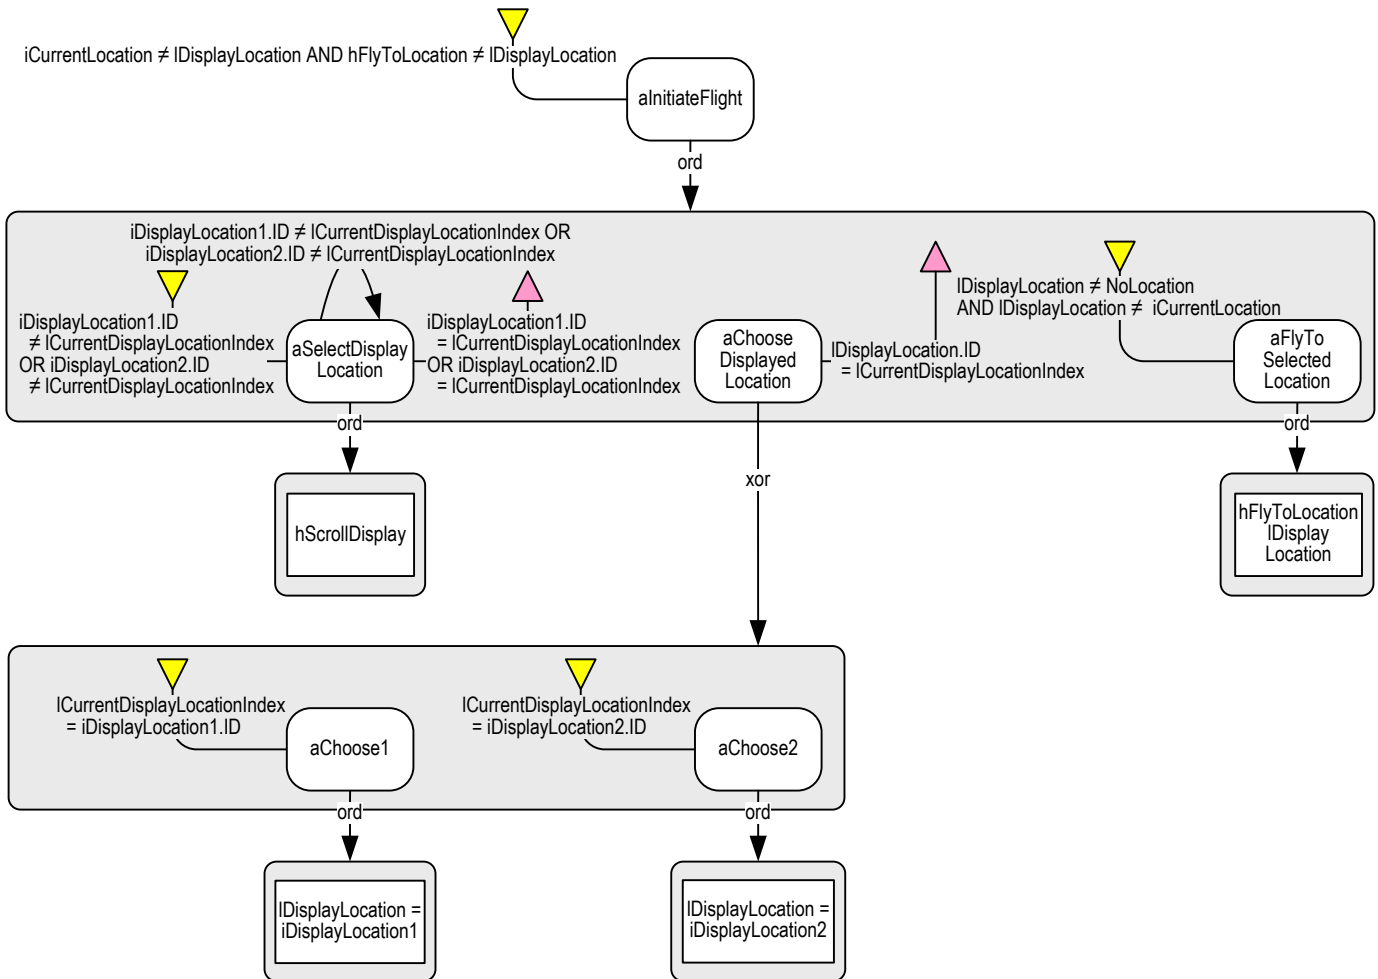 iCurrentLocation ≠ lDisplayLocation AND hFlyToLocation ≠ lDisplayLocation
aInitiateFlight
ord
iDisplayLocation1.ID ≠ lCurrentDisplayLocationIndex OR
iDisplayLocation2.ID ≠ lCurrentDisplayLocationIndex
iDisplayLocation1.ID
≠ lCurrentDisplayLocationIndex
OR iDisplayLocation2.ID
≠ lCurrentDisplayLocationIndex
aSelectDisplay
Location
iDisplayLocation1.ID
= lCurrentDisplayLocationIndex
OR iDisplayLocation2.ID
= lCurrentDisplayLocationIndex
aChoose
Displayed
Location
lDisplayLocation.ID
= lCurrentDisplayLocationIndex
lDisplayLocation ≠ NoLocation
AND lDisplayLocation ≠ iCurrentLocation
aFlyTo
Selected
Location
ord
xor
ord
hScrollDisplay
hFlyToLocation
lDisplay
Location
lCurrentDisplayLocationIndex
= iDisplayLocation1.ID
aChoose1
lCurrentDisplayLocationIndex
= iDisplayLocation2.ID
aChoose2
ord
ord
lDisplayLocation =
iDisplayLocation1
lDisplayLocation =
iDisplayLocation2